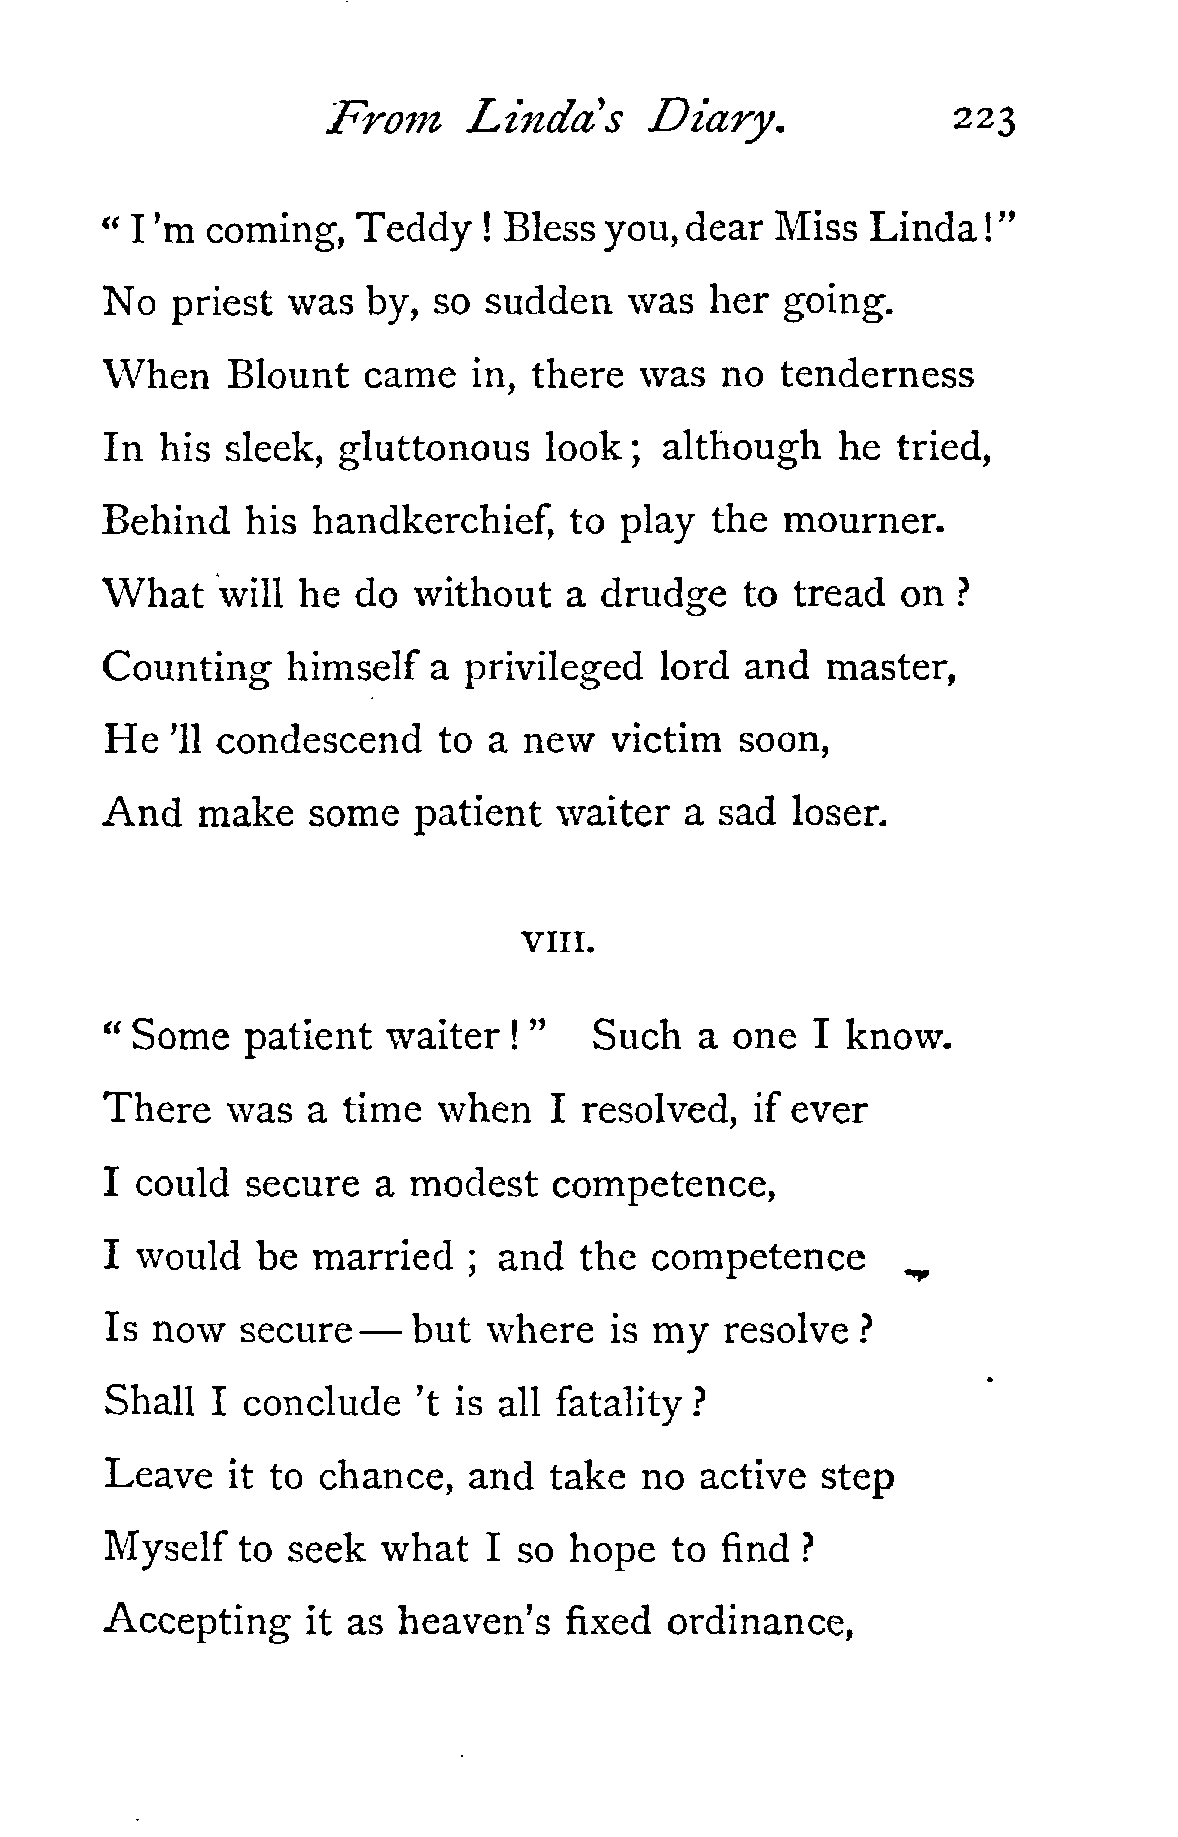 From Linda's Diary. 223
" I 'm coming, Teddy ! Bless you, dear Miss Linda ! "
No priest was by, so sudden was her going.
When Blount came in, there was no tenderness
In his sleek, gluttonous look ; although he tried,
Behind his handkerchief, to play the mourner.
What will he do without a drudge to tread on ?
Counting himself a privileged lord and master,
He 'll condescend to a new victim soon,
And make some patient waiter a sad loser.
VIII.
" Some patient waiter ! " Such a one I know.
There was a time when I resolved, if ever
I could secure a modest competence,
I would be married ; and the competence
Is now secure — but where is my resolve ?
Shall I conclude 't is all fatality ?
Leave it to chance, and take no active step
Myself to seek what I so hope to find ?
Accepting it as heaven's fixed ordinance,